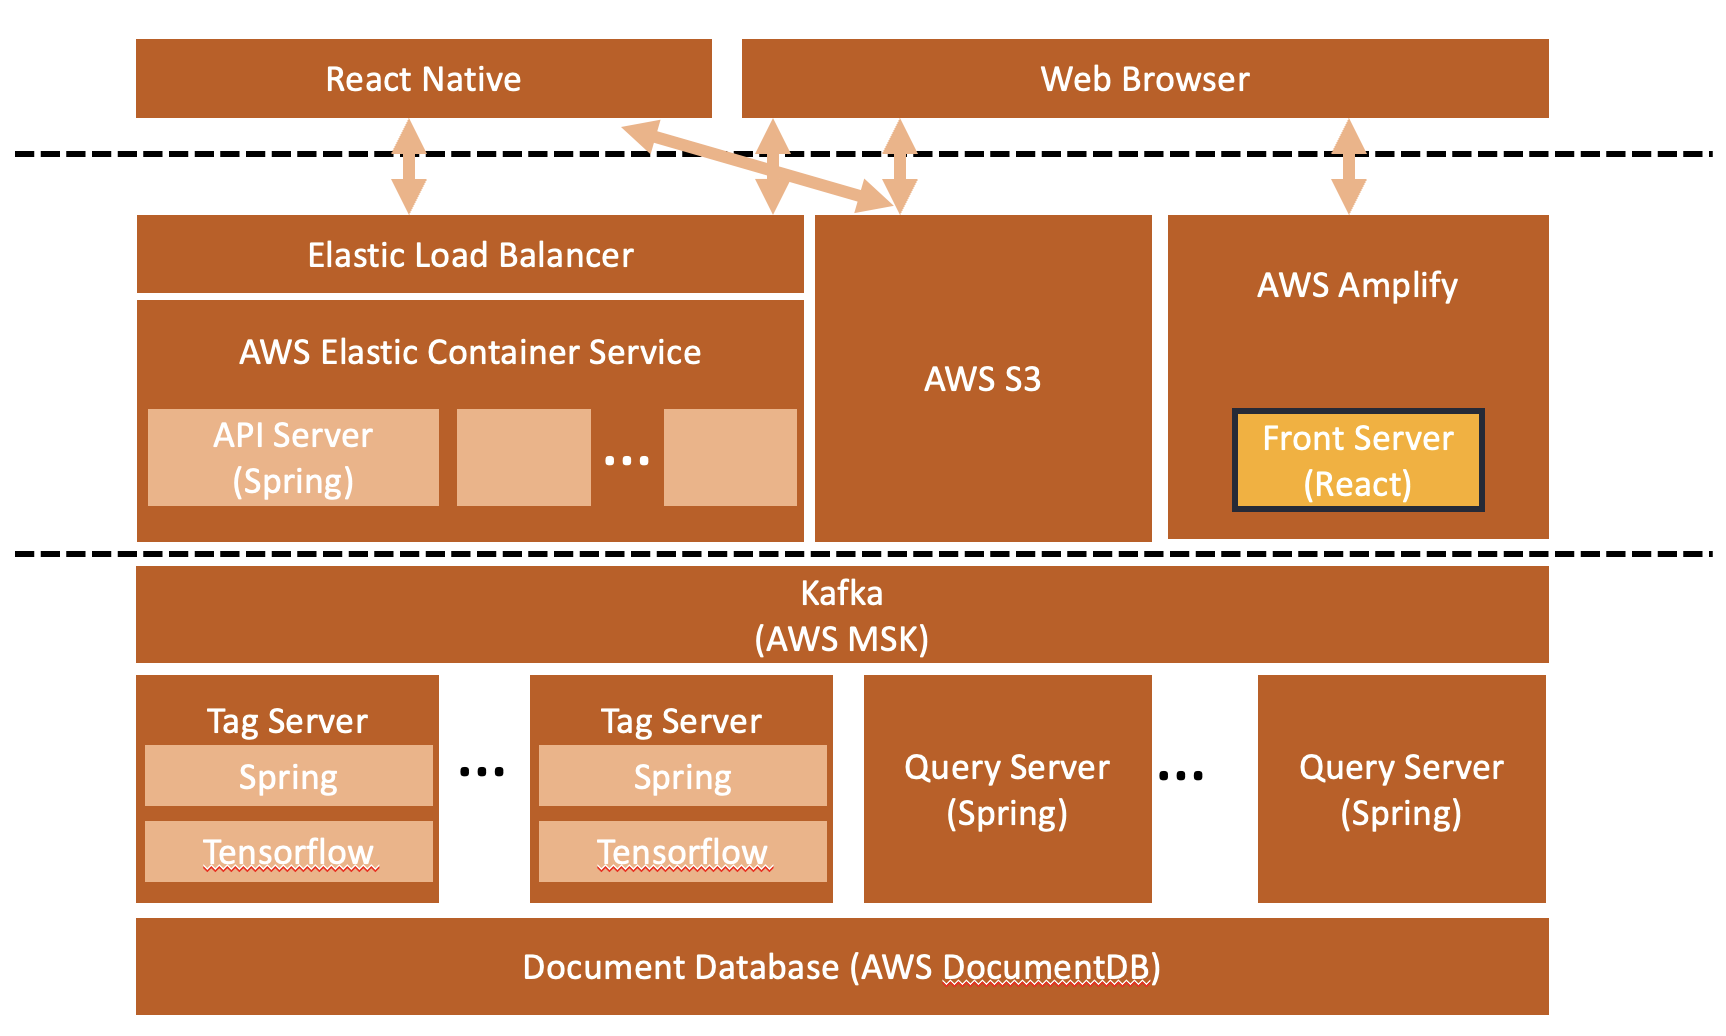 React Native
Web Browser
Elastic Load Balancer
AWS Elastic Container Service
API Server
(Spring)
...
AWS S3
AWS Amplify
Front Server
(React)
Kafka
(AWS MSK)
Tag Server
Spring
Tensorflow
...
Tag Server
Spring
Tensorflow
Query Server
(Spring)
...
Query Server
(Spring)
Document Database (AWS DocumentDB)